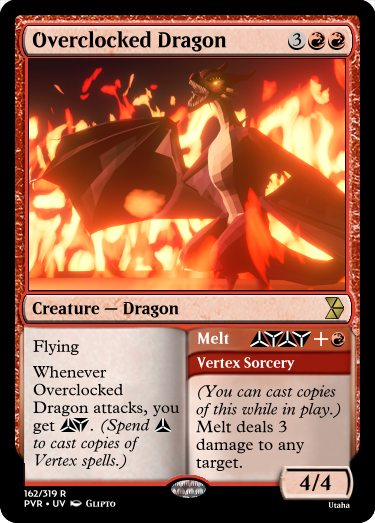 Overclocked Dragon 3
Creature — Dragon
Flying
Whenever
Overclocked
Dragon attacks, you
get . (Spend
to cast copies of
Vertex spells.)
Melt +
Vertex Sorcery
(You can cast copies
of this while in play.)
Melt deals 3
damage to any
target.
4/4
162/319 R
PVR • UV Glipto
Utaha